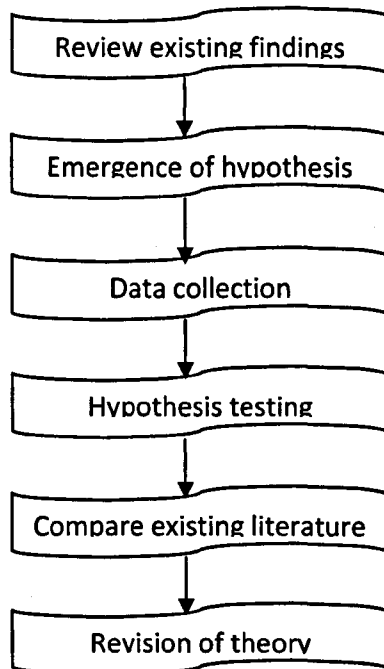 Review existing findings
Emergence of hypothesis
Data collection
Hypothesis testing
Compare existing literature
Revision of theory